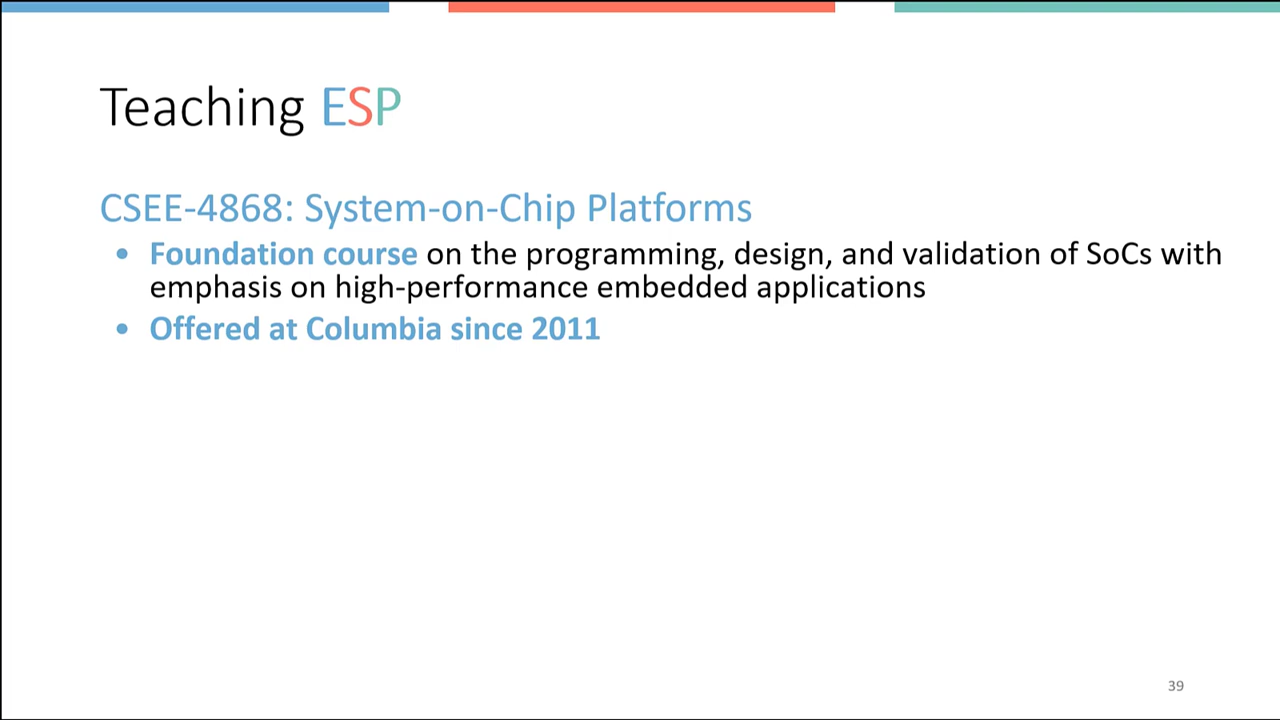 Teaching ESP
CSEE-4868: System-on-Chip Platforms
• Foundation course on the programming, design, and validation of SoCs with
emphasis on high-performance embedded applications
• Offered at Columbia since 2011
39